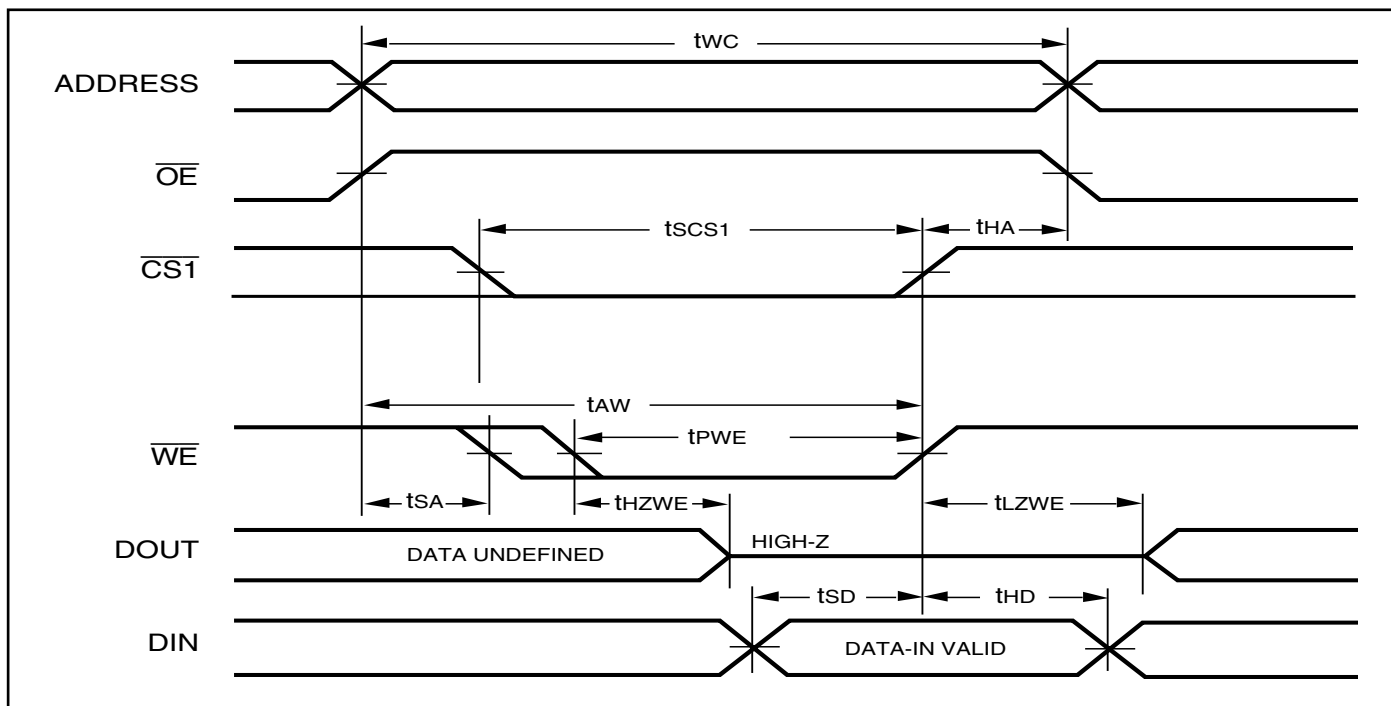 tWC
ADDRESS
OE
tSCS1
tHA
CS1
tAW
tPWE
WE
tSA
tHZWE
tLZWE
DOUT
DATA UNDEFINED
HIGH-Z
tSD
tHD
DIN
DATA-IN VALID